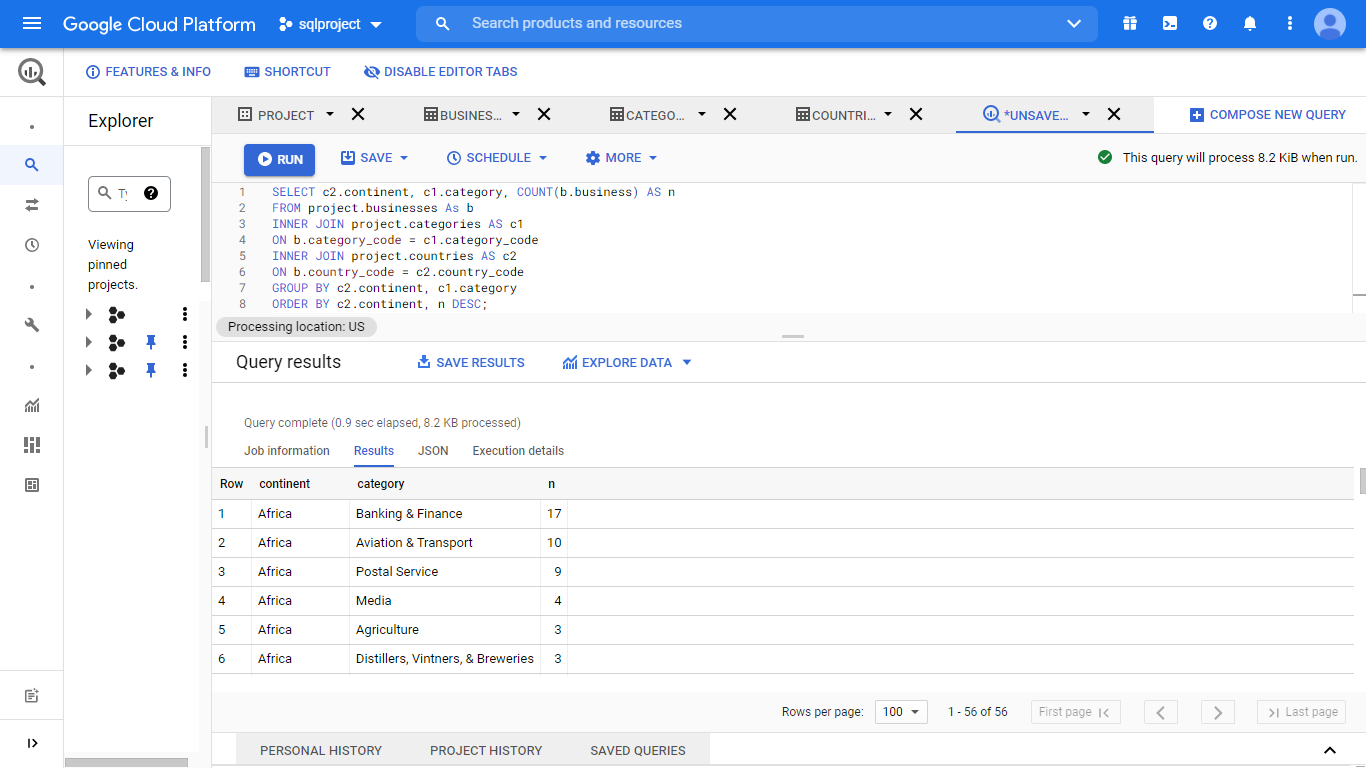 Google Cloud Platform sqlproject Search products and resources
FEATURES & INFO SHORTCUT DISABLE EDITOR TABS
Explorer PROJECT BUSINES... CATEGO... COUNTRI... *UNSAVE... COMPOSE NEW QUERY
RUN SAVE SCHEDULE MORE This query will process 8.2 KiB when run.
Viewing
pinned
projects.
1 SELECT c2.continent, c1.category, COUNT(b.business) AS n
2 FROM project.businesses As b
3 INNER JOIN project.categories AS c1
4 ON b.category_code = c1.category_code
5 INNER JOIN project.countries AS c2
6 ON b.country_code = c2.country_code
7 GROUP BY c2.continent, c1.category
8 ORDER BY c2.continent, n DESC;
Processing location: US
Query results SAVE RESULTS EXPLORE DATA
Query complete (0.9 sec elapsed, 8.2 KB processed)
Job information Results JSON Execution details
Row continent category n
1 Africa Banking & Finance 17
2 Africa Aviation & Transport 10
3 Africa Postal Service 9
4 Africa Media 4
5 Africa Agriculture 3
6 Africa Distillers, Vintners, & Breweries 3
Rows per page: 100 1 - 56 of 56 First page Last page
PERSONAL HISTORY PROJECT HISTORY SAVED QUERIES